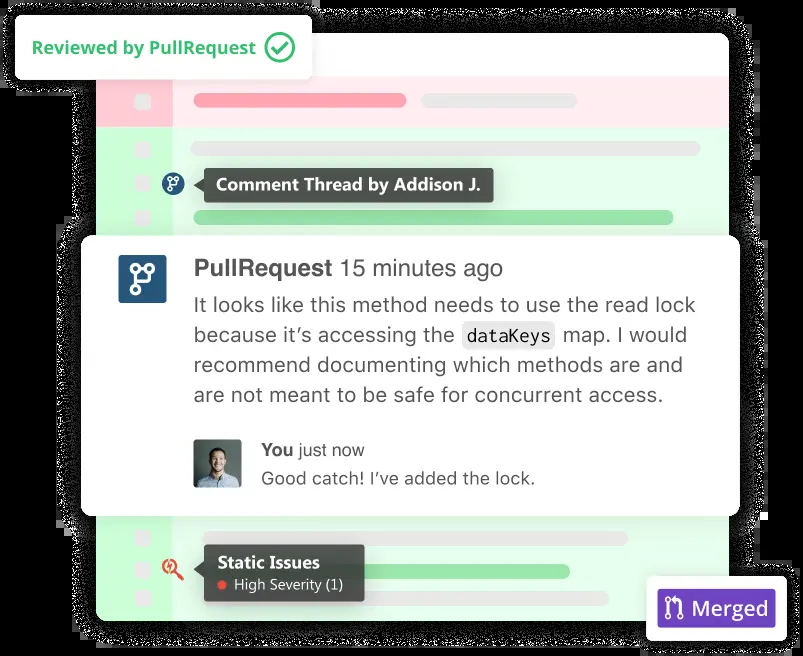 Reviewed by PullRequest
Comment Thread by Addison J.
PullRequest 15 minutes ago
It looks like this method needs to use the read lock
because it’s accessing the dataKeys map. I would
recommend documenting which methods are and
are not meant to be safe for concurrent access.
You just now
Good catch! I’ve added the lock.
Static Issues
High Severity (1)
Merged